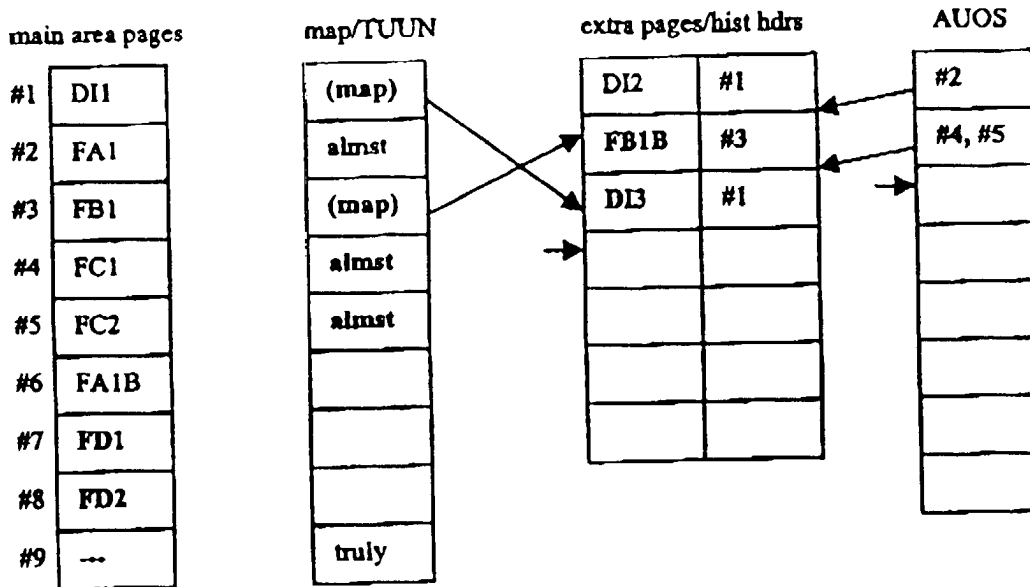 main area pages
map/TUUN
extra pages/hist hdrs
AUOS
#1 DI1
(map)
DI2 #1
#2
#2 FA1
almst
FB1B #3
#4, #5
#3 FB1
(map)
DI3 #1
#4 FC1
almst
#5 FC2
almst
#6 FA1B
#7 FD1
#8 FD2
#9 ---
truly